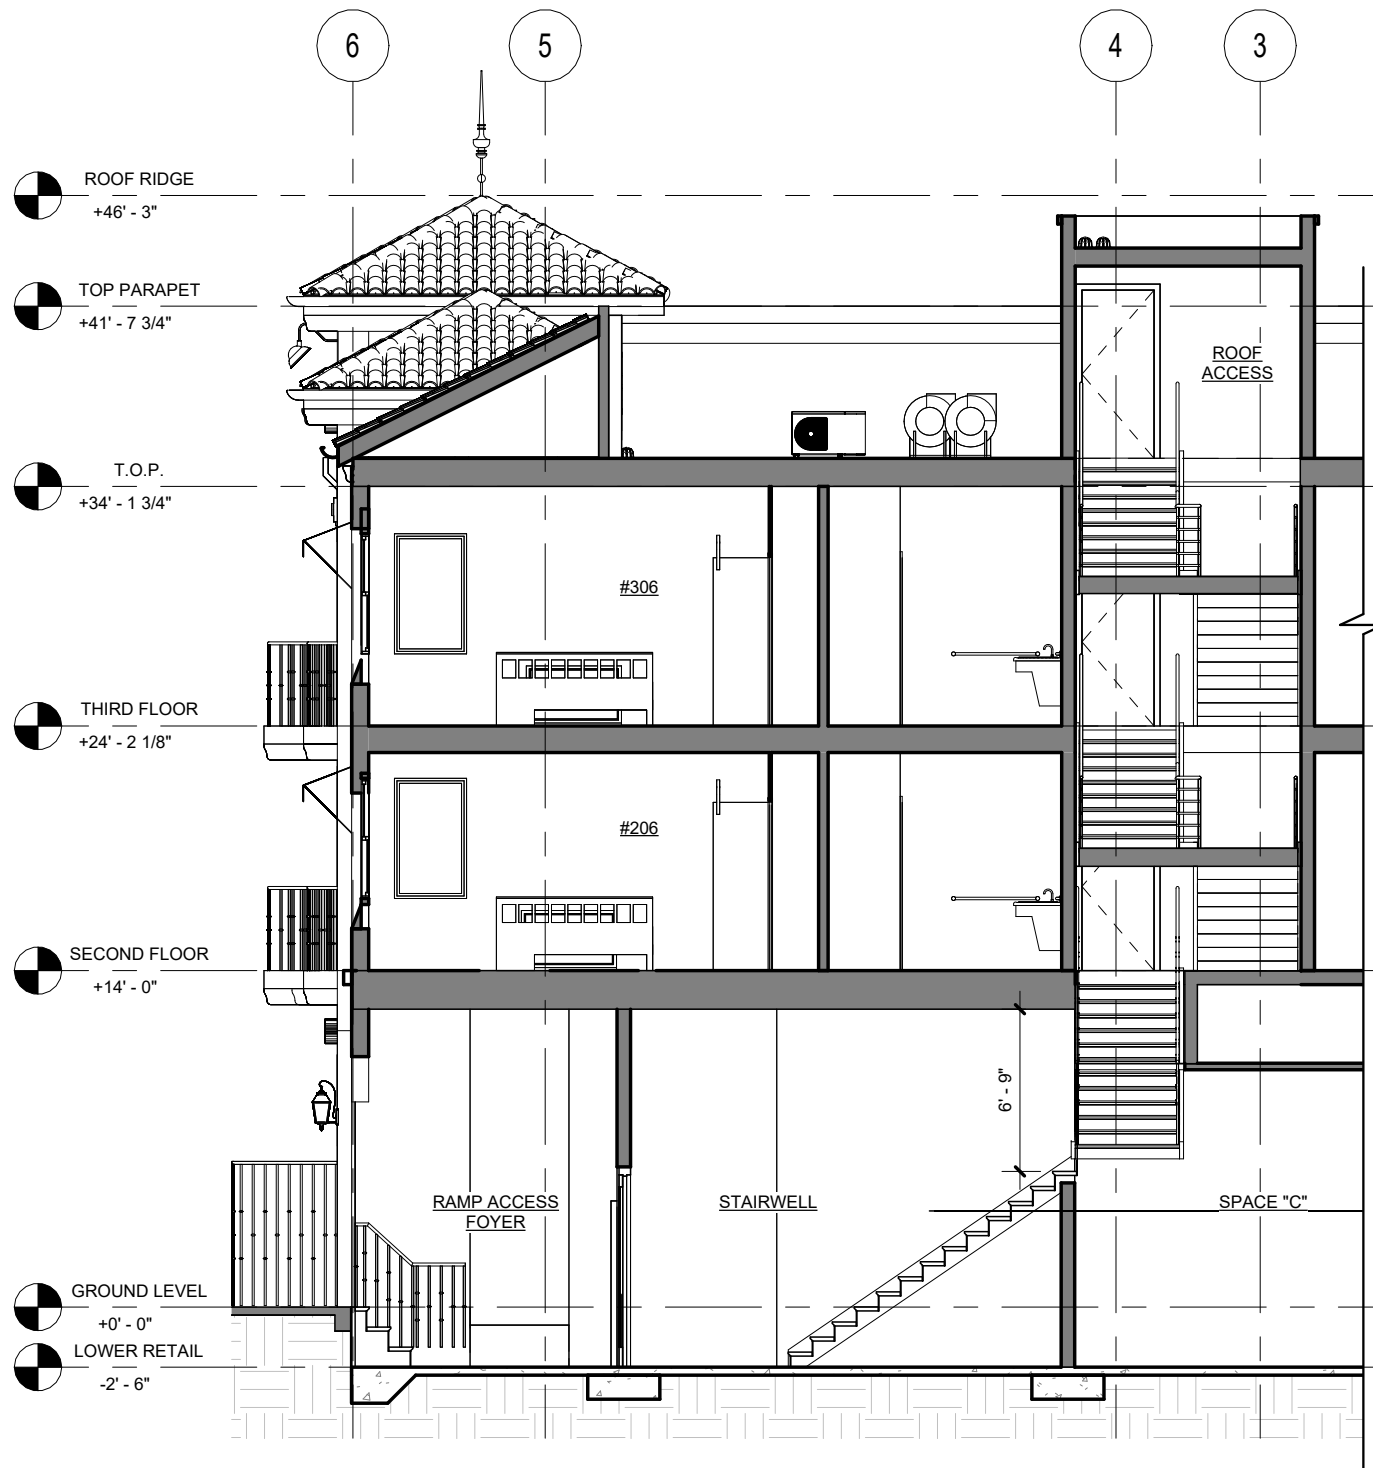 6
5
4
3
ROOF RIDGE
+46' - 3"
TOP PARAPET
+41' - 7 3/4"
ROOF
ACCESS
T.O.P.
+34' - 1 3/4"
#306
THIRD FLOOR
+24' - 2 1/8"
#206
SECOND FLOOR
+14' - 0"
6' - 9"
RAMP ACCESS
FOYER
STAIRWELL
SPACE "C"
GROUND LEVEL
+0' - 0"
LOWER RETAIL
-2' - 6"